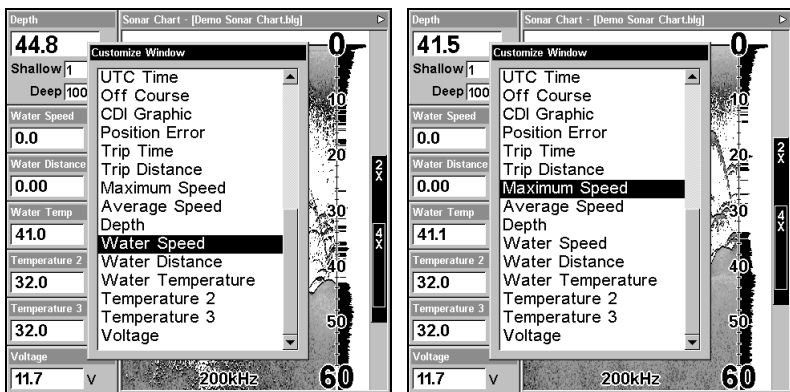 Depth
Sonar Chart - [Demo Sonar Chart.blg]
44.8
Shallow 1
Deep 100
Water Speed
0.0
Water Distance
0.00
Water Temp
41.0
Temperature 2
32.0
Temperature 3
32.0
Voltage
11.7 V
Customize Window
UTC Time
Off Course
CDI Graphic
Position Error
Trip Time
Trip Distance
Maximum Speed
Average Speed
Depth
Water Speed
Water Distance
Water Temperature
Temperature 2
Temperature 3
Voltage
0
10
20
30
40
50
60
200kHz
2X
4X
Depth
Sonar Chart - [Demo Sonar Chart.blg]
41.5
Shallow 1
Deep 100
Water Speed
0.0
Water Distance
0.00
Water Temp
41.1
Temperature 2
32.0
Temperature 3
32.0
Voltage
11.7 V
Customize Window
UTC Time
Off Course
CDI Graphic
Position Error
Trip Time
Trip Distance
Maximum Speed
Average Speed
Depth
Water Speed
Water Distance
Water Temperature
Temperature 2
Temperature 3
Voltage
0
10
20
30
40
50
60
200kHz
2X
4X